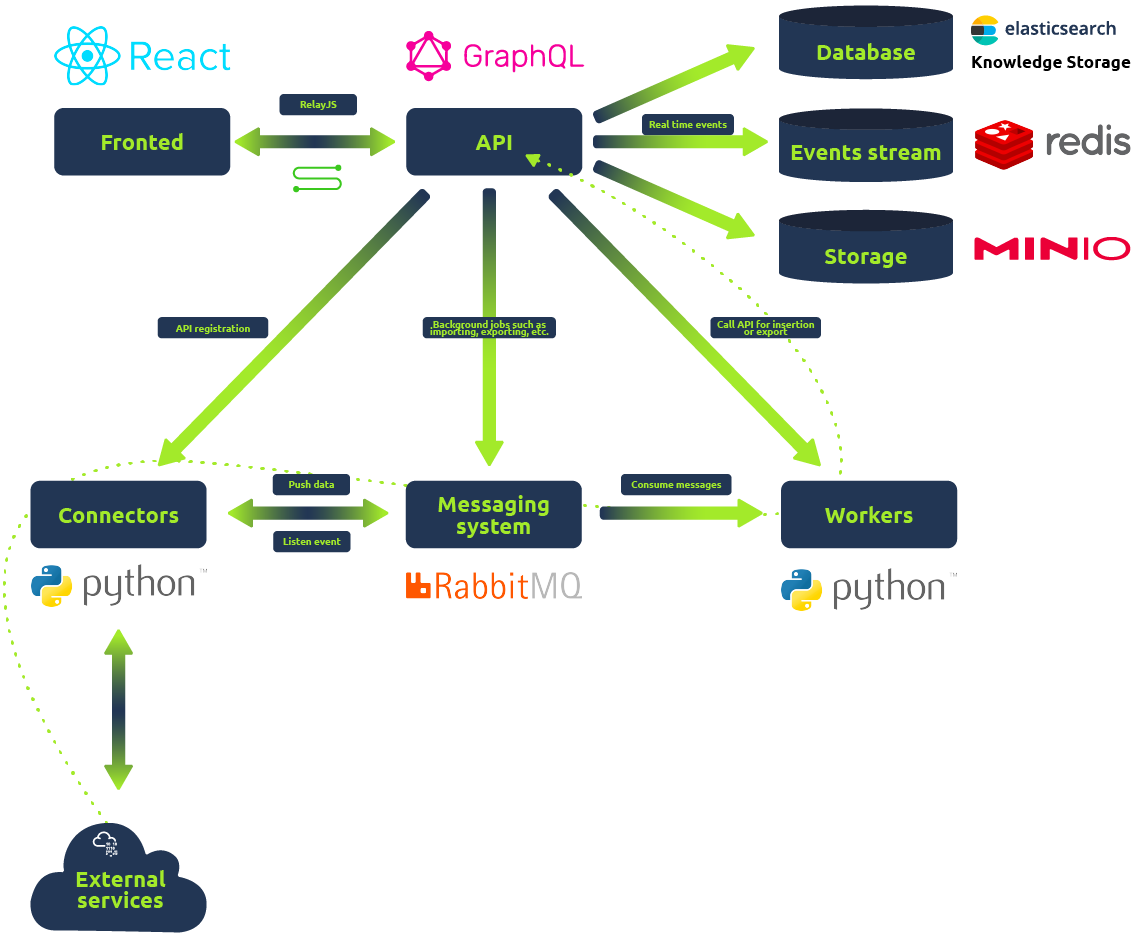 React
GraphQL
Database
elasticsearch
Knowledge Storage
RelayJS
Fronted
API
Real time events
Events stream
redis
Storage
MINIO
API registration
Background jobs such as
importing, exporting, etc.
Call API for insertion
or export
Connectors
Push data
Listen event
Messaging
system
Consume messages
Workers
python™
RabbitMQ
python™
External
services